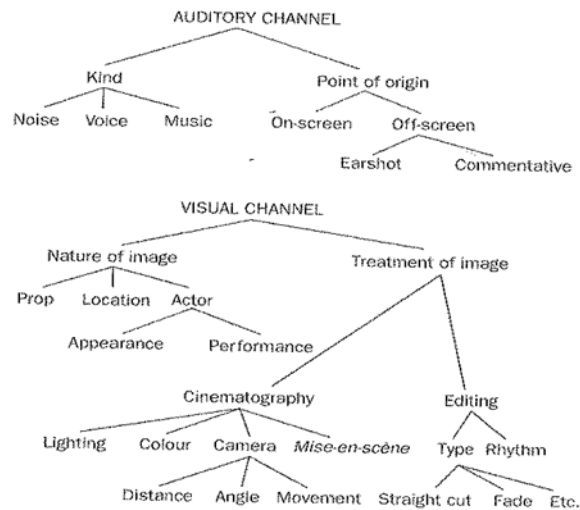 AUDITORY CHANNEL
Kind Point of origin
Noise Voice Music On-screen Off-screen
Earshot Commentative
VISUAL CHANNEL
Nature of image Treatment of image
Prop Location Actor
Appearance Performance
Cinematography Editing
Lighting Colour Camera Mise-en-scène Type Rhythm
Distance Angle Movement Straight cut Fade Etc.